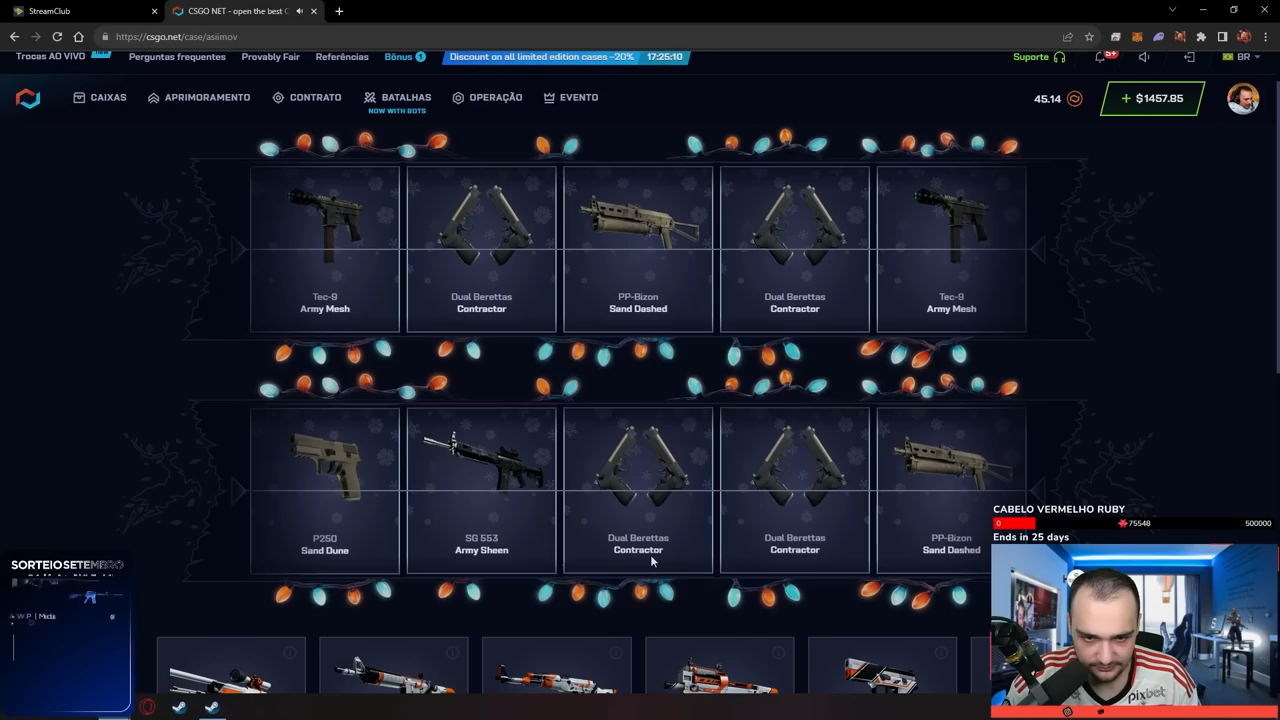 StreamClub
CSGO NET - open the best C
https://csgo.net/case/asiimov
Trocas AO VIVO
Perguntas frequentes
Provably Fair
Referências
Bônus 1
Discount on all limited edition cases -20% 17:25:10
Suporte
5+
BR
CAIXAS
APRIMORAMENTO
CONTRATO
BATALHAS
NOW WITH BOTS
OPERAÇÃO
EVENTO
45.14
+ $1457.85
Tec-9
Army Mesh
Dual Berettas
Contractor
PP-Bizon
Sand Dashed
Dual Berettas
Contractor
Tec-9
Army Mesh
P250
Sand Dune
SG 553
Army Sheen
Dual Berettas
Contractor
Dual Berettas
Contractor
PP-Bizon
Sand Dashed
CABELO VERMELHO RUBY
0 75548 500000
Ends in 25 days
SORTEIO SETEMBRO
pixbet